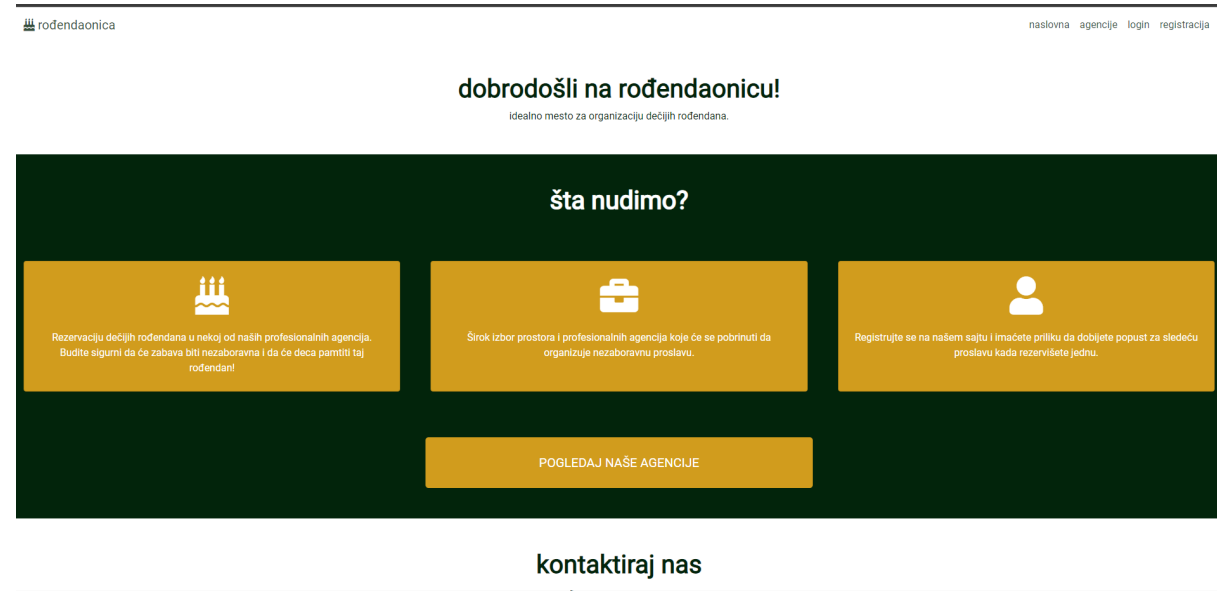 rođendaonica
naslovna agencije login registracija
dobrodošli na rođendaonicu!
idealno mesto za organizaciju dečijih rođendana.
šta nudimo?
Rezervaciju dečijih rođendana u nekoj od naših profesionalnih agencija.
Budite sigurni da će zabava biti nezaboravna i da će deca pamtiti taj
rođendan!
Širok izbor prostora i profesionalnih agencija koje će se pobrinuti da
organizuje nezaboravnu proslavu.
Registrujte se na našem sajtu i imaćete priliku da dobijete popust za sledeću
proslavu kada rezervišete jednu.
POGLEDAJ NAŠE AGENCIJE
kontaktiraj nas